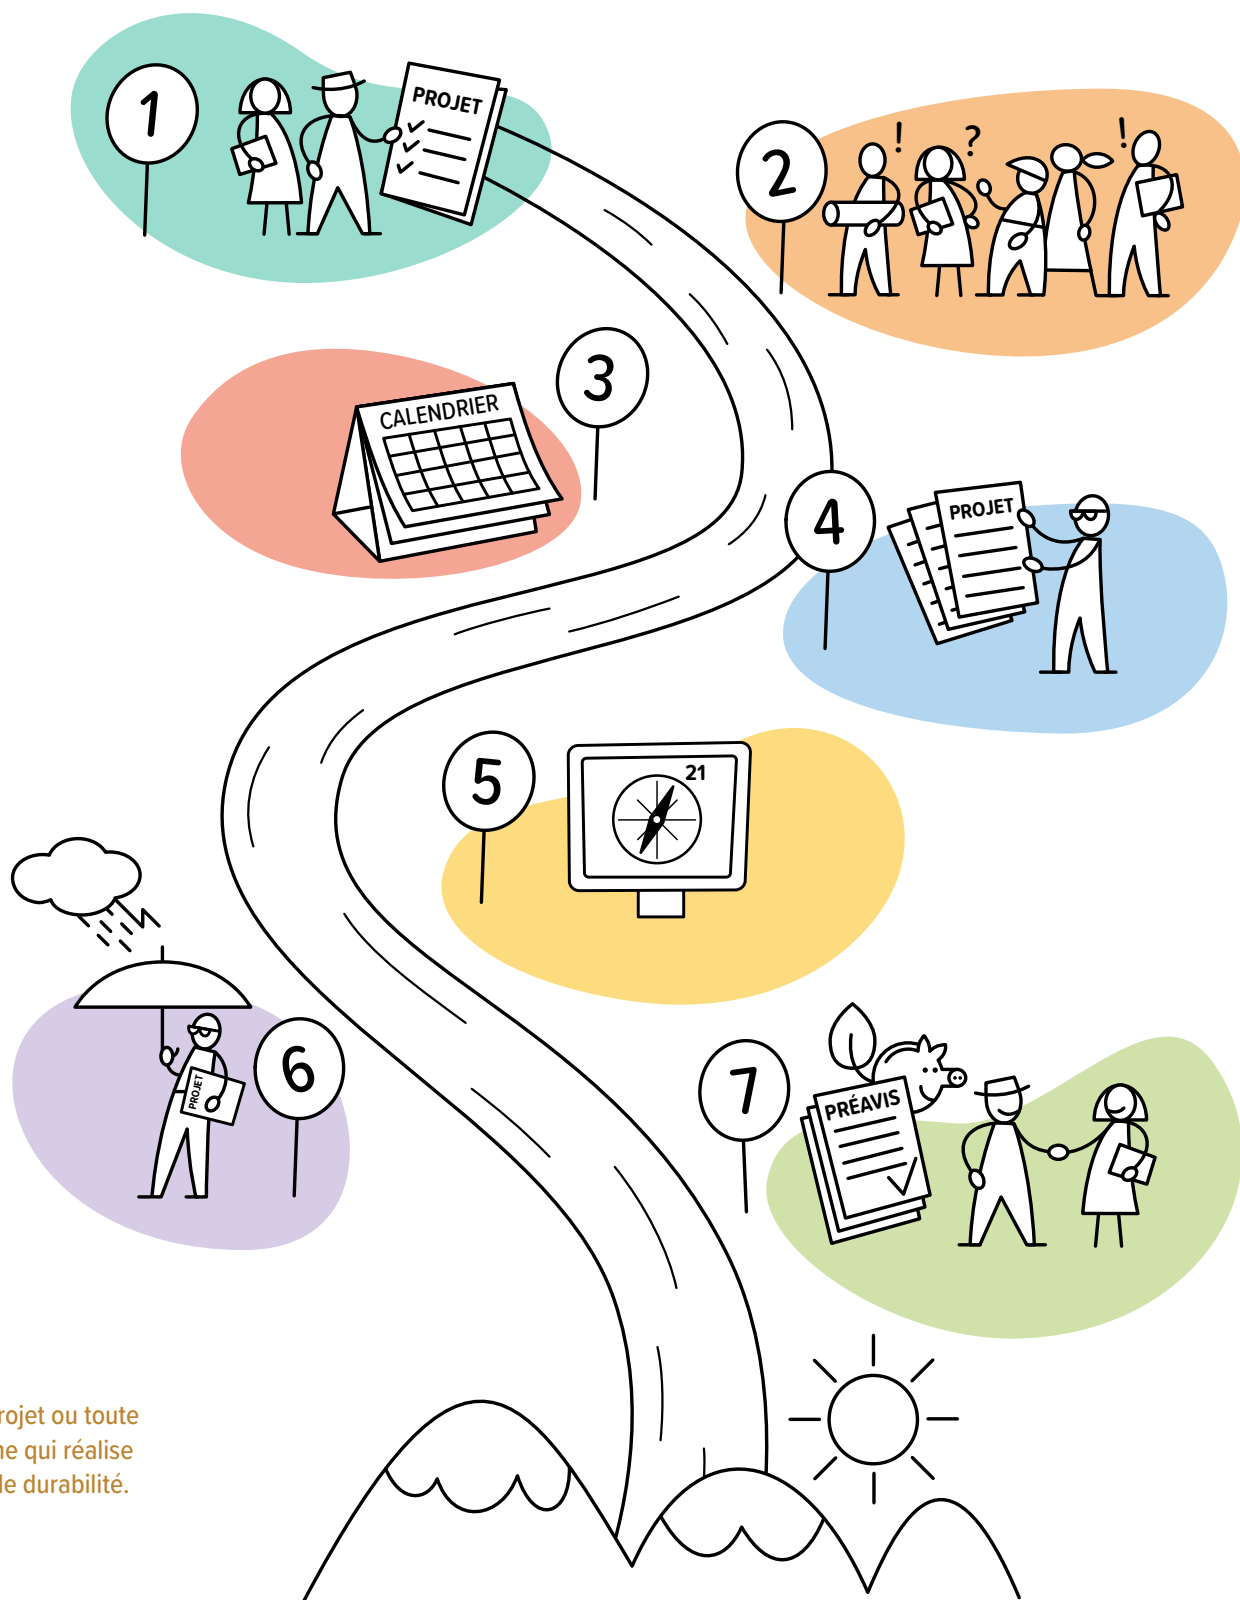 1
PROJET
2
!
?
!
3
CALENDRIER
4
PROJET
5
21
6
PROJET
7
PRÉAVIS
rojet ou toute
ne qui réalise
le durabilité.